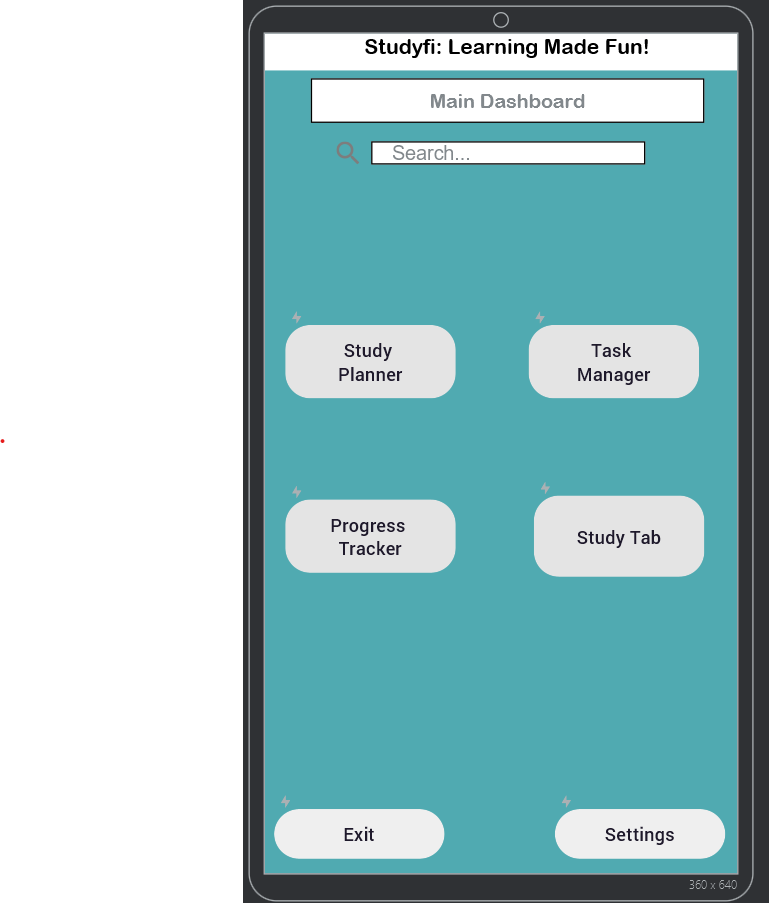 Studyfi: Learning Made Fun!
Main Dashboard
Search...
Study
Planner
Task
Manager
Progress
Tracker
Study Tab
Exit
Settings
360 x 640